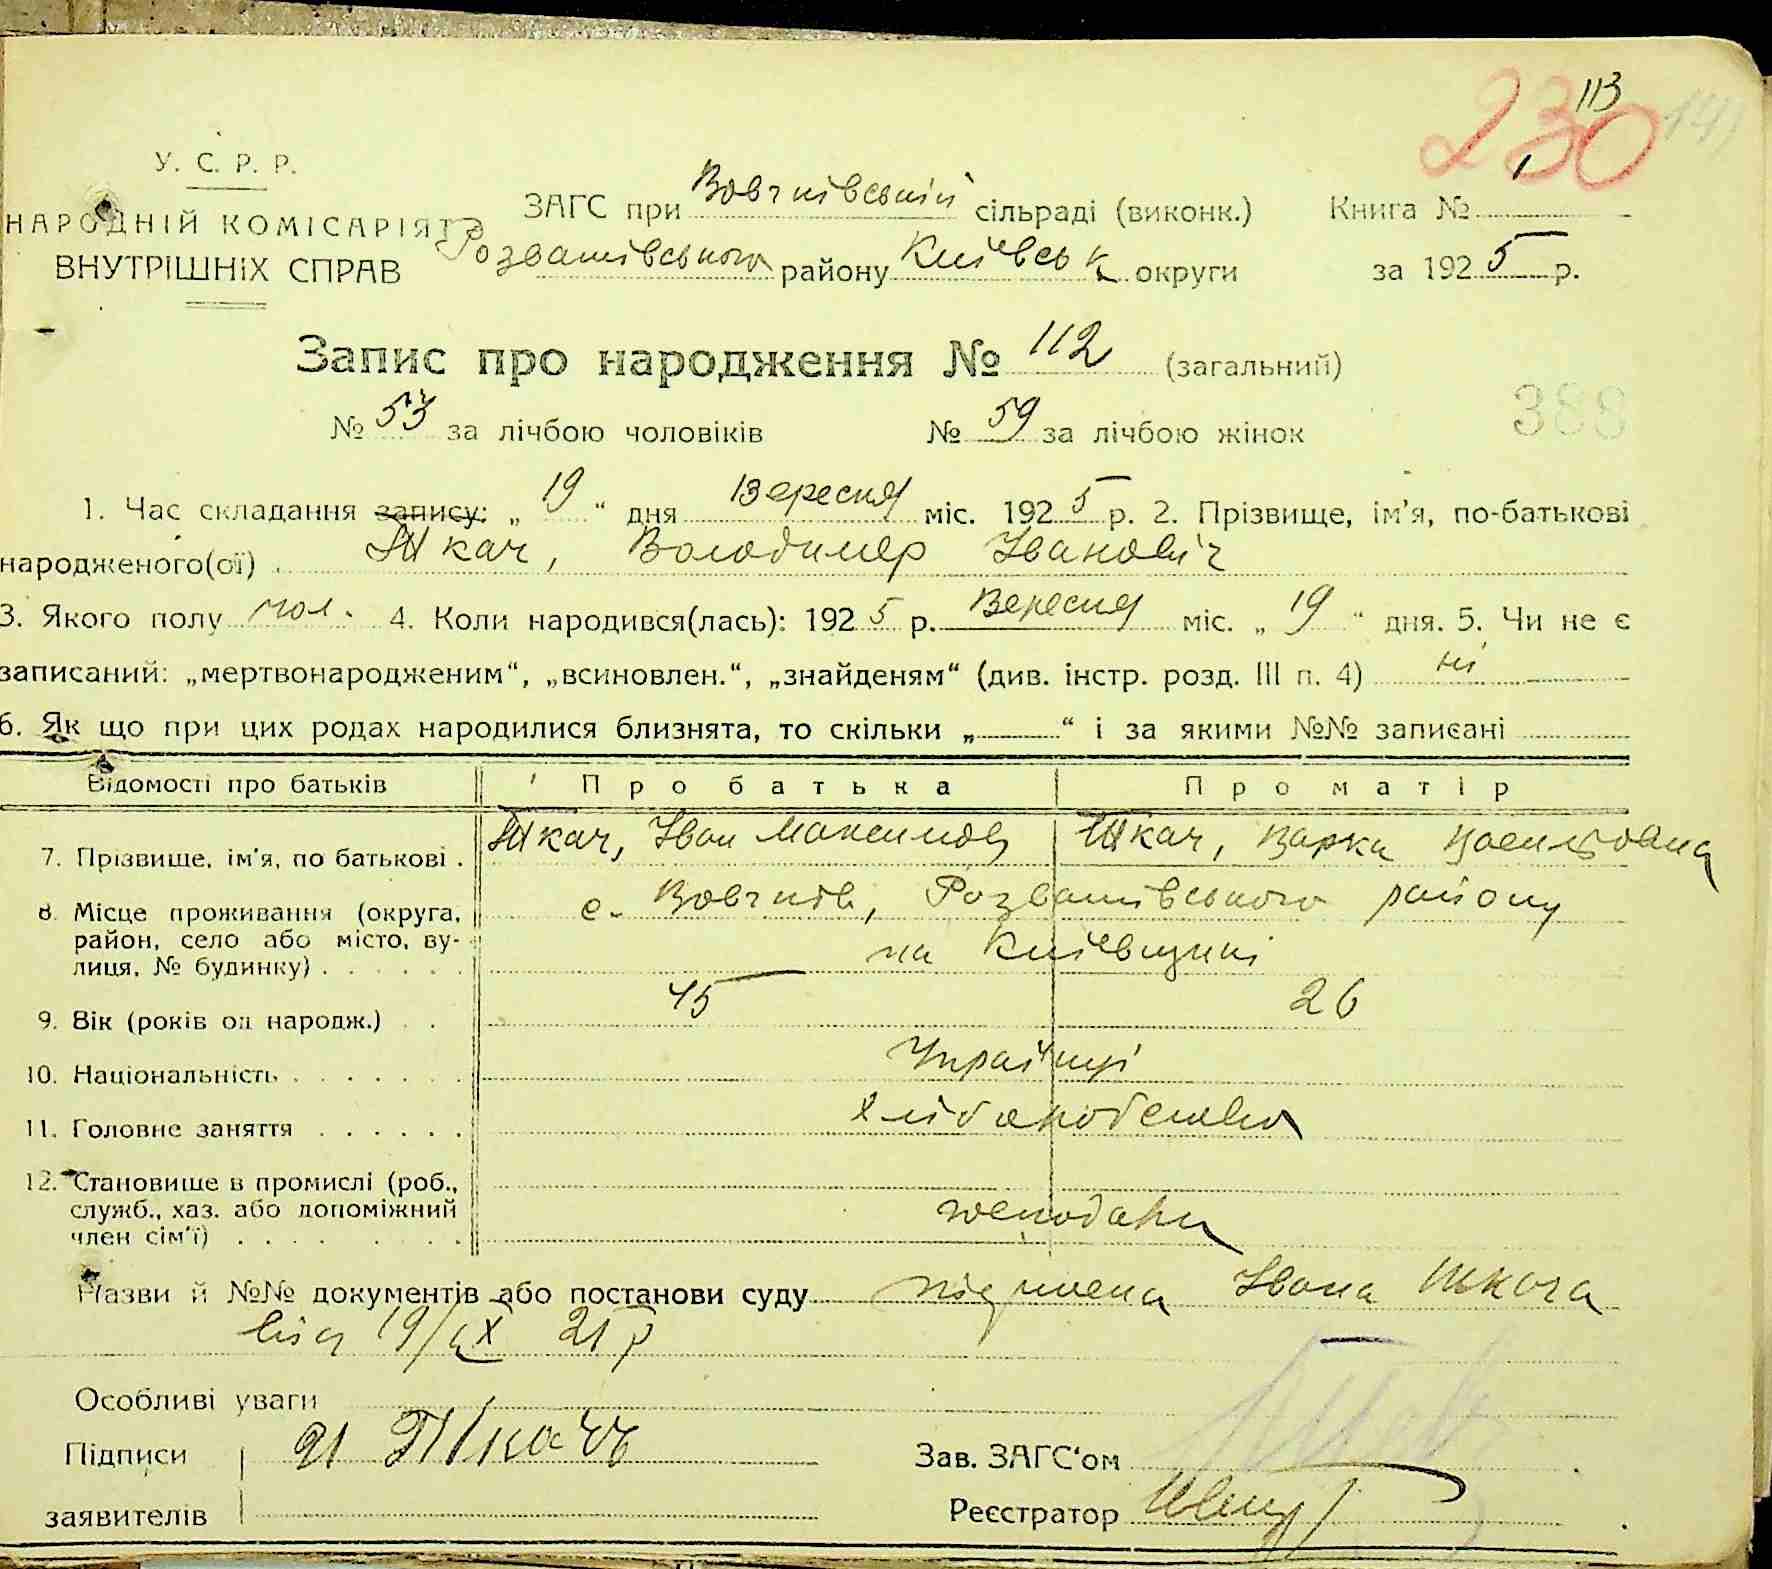 230
113
141
У. С. Р. Р.
НАРОДНІЙ КОМІСАРІЯТ
ВНУТРІШНІХ СПРАВ
ЗАГС при Вовчківській сільраді (виконк.) Книга № 1
Розважівського району Київськ округи за 1925 р.
Запис про народження № 112 (загальний)
388
№ 53 за лічбою чоловіків № 59 за лічбою жінок
1. Час складання запису: „ 19 “ дня Вересня міс. 1925 р. 2. Прізвище, ім'я, по-батькові
народженого(ої) Ткач, Володимер Іванович
3. Якого полу чол. 4. Коли народився(лась): 1925 р. Вересня міс. „ 19 “ дня. 5. Чи не є
записаний: „мертвонародженим“, „всиновлен.“, „знайденям“ (див. інстр. розд. III п. 4) ні
6. Як що при цих родах народилися близнята, то скільки „ — “ і за якими №№ записані
Відомості про батьків Про батька Про матір
7. Прізвище, ім'я, по батькові . Ткач, Іван Максимов Ткач, Варка Василівна
8. Місце проживання (округа, с. Вовчків, Розважівського району
район, село або місто, ву-
лиця, № будинку) . . . . . . на Київщині
9. Вік (років од народж.) . . 45 26
10. Національність . . . . . . . Українці
11. Головне заняття . . . . . . Хліборобство
12. Становище в промислі (роб.,
служб., хаз. або допоміжний господарі
член сім'ї) . . . . . . . .
Назви й №№ документів або постанови суду Івана Ткача
від 19/IX 25 р
Особливі уваги
Підписи И Ткачь Зав. ЗАГС'ом
заявителів Реєстратор